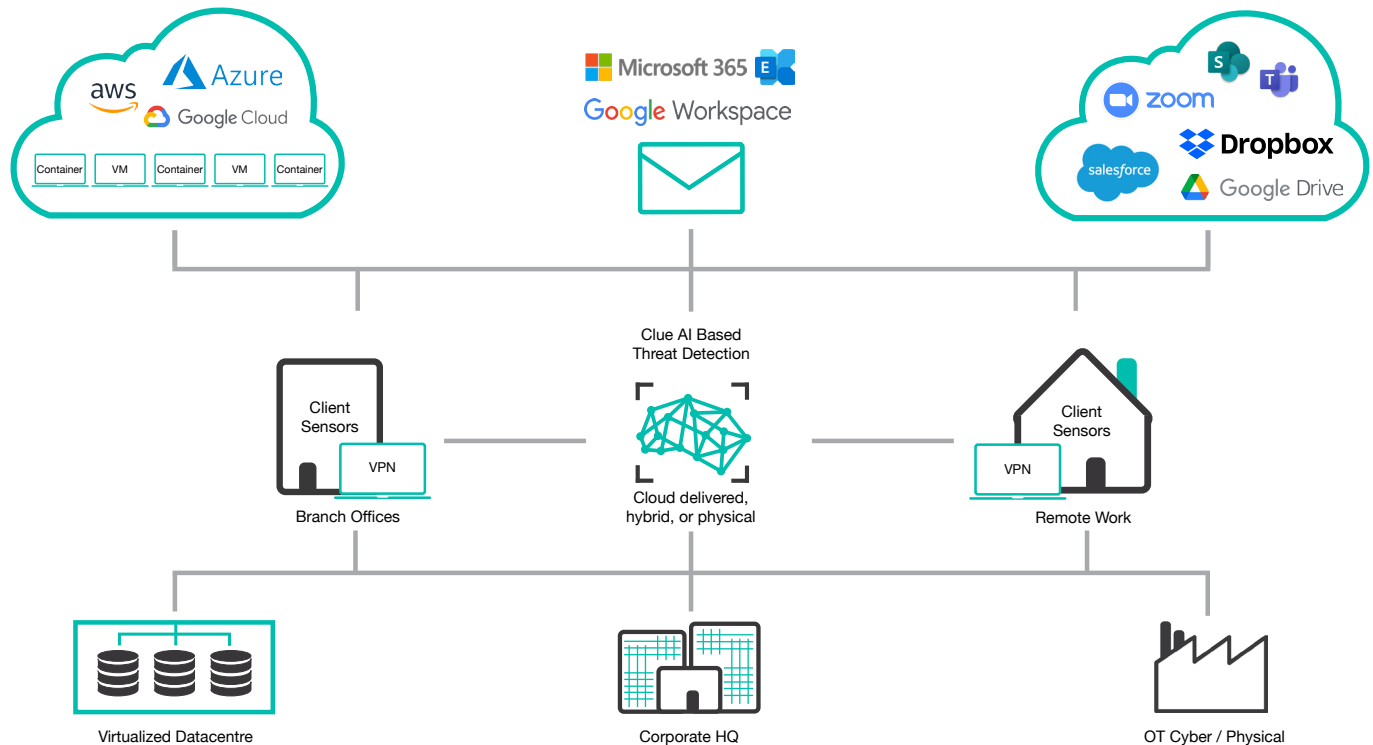 aws
Azure
Google Cloud
Container
VM
Container
VM
Container
Microsoft 365
E
Google Workspace
S
T
zoom
Dropbox
salesforce
Google Drive
Clue AI Based
Threat Detection
Client
Sensors
VPN
Branch Offices
Cloud delivered,
hybrid, or physical
Client
Sensors
VPN
Remote Work
Virtualized Datacentre
Corporate HQ
OT Cyber / Physical